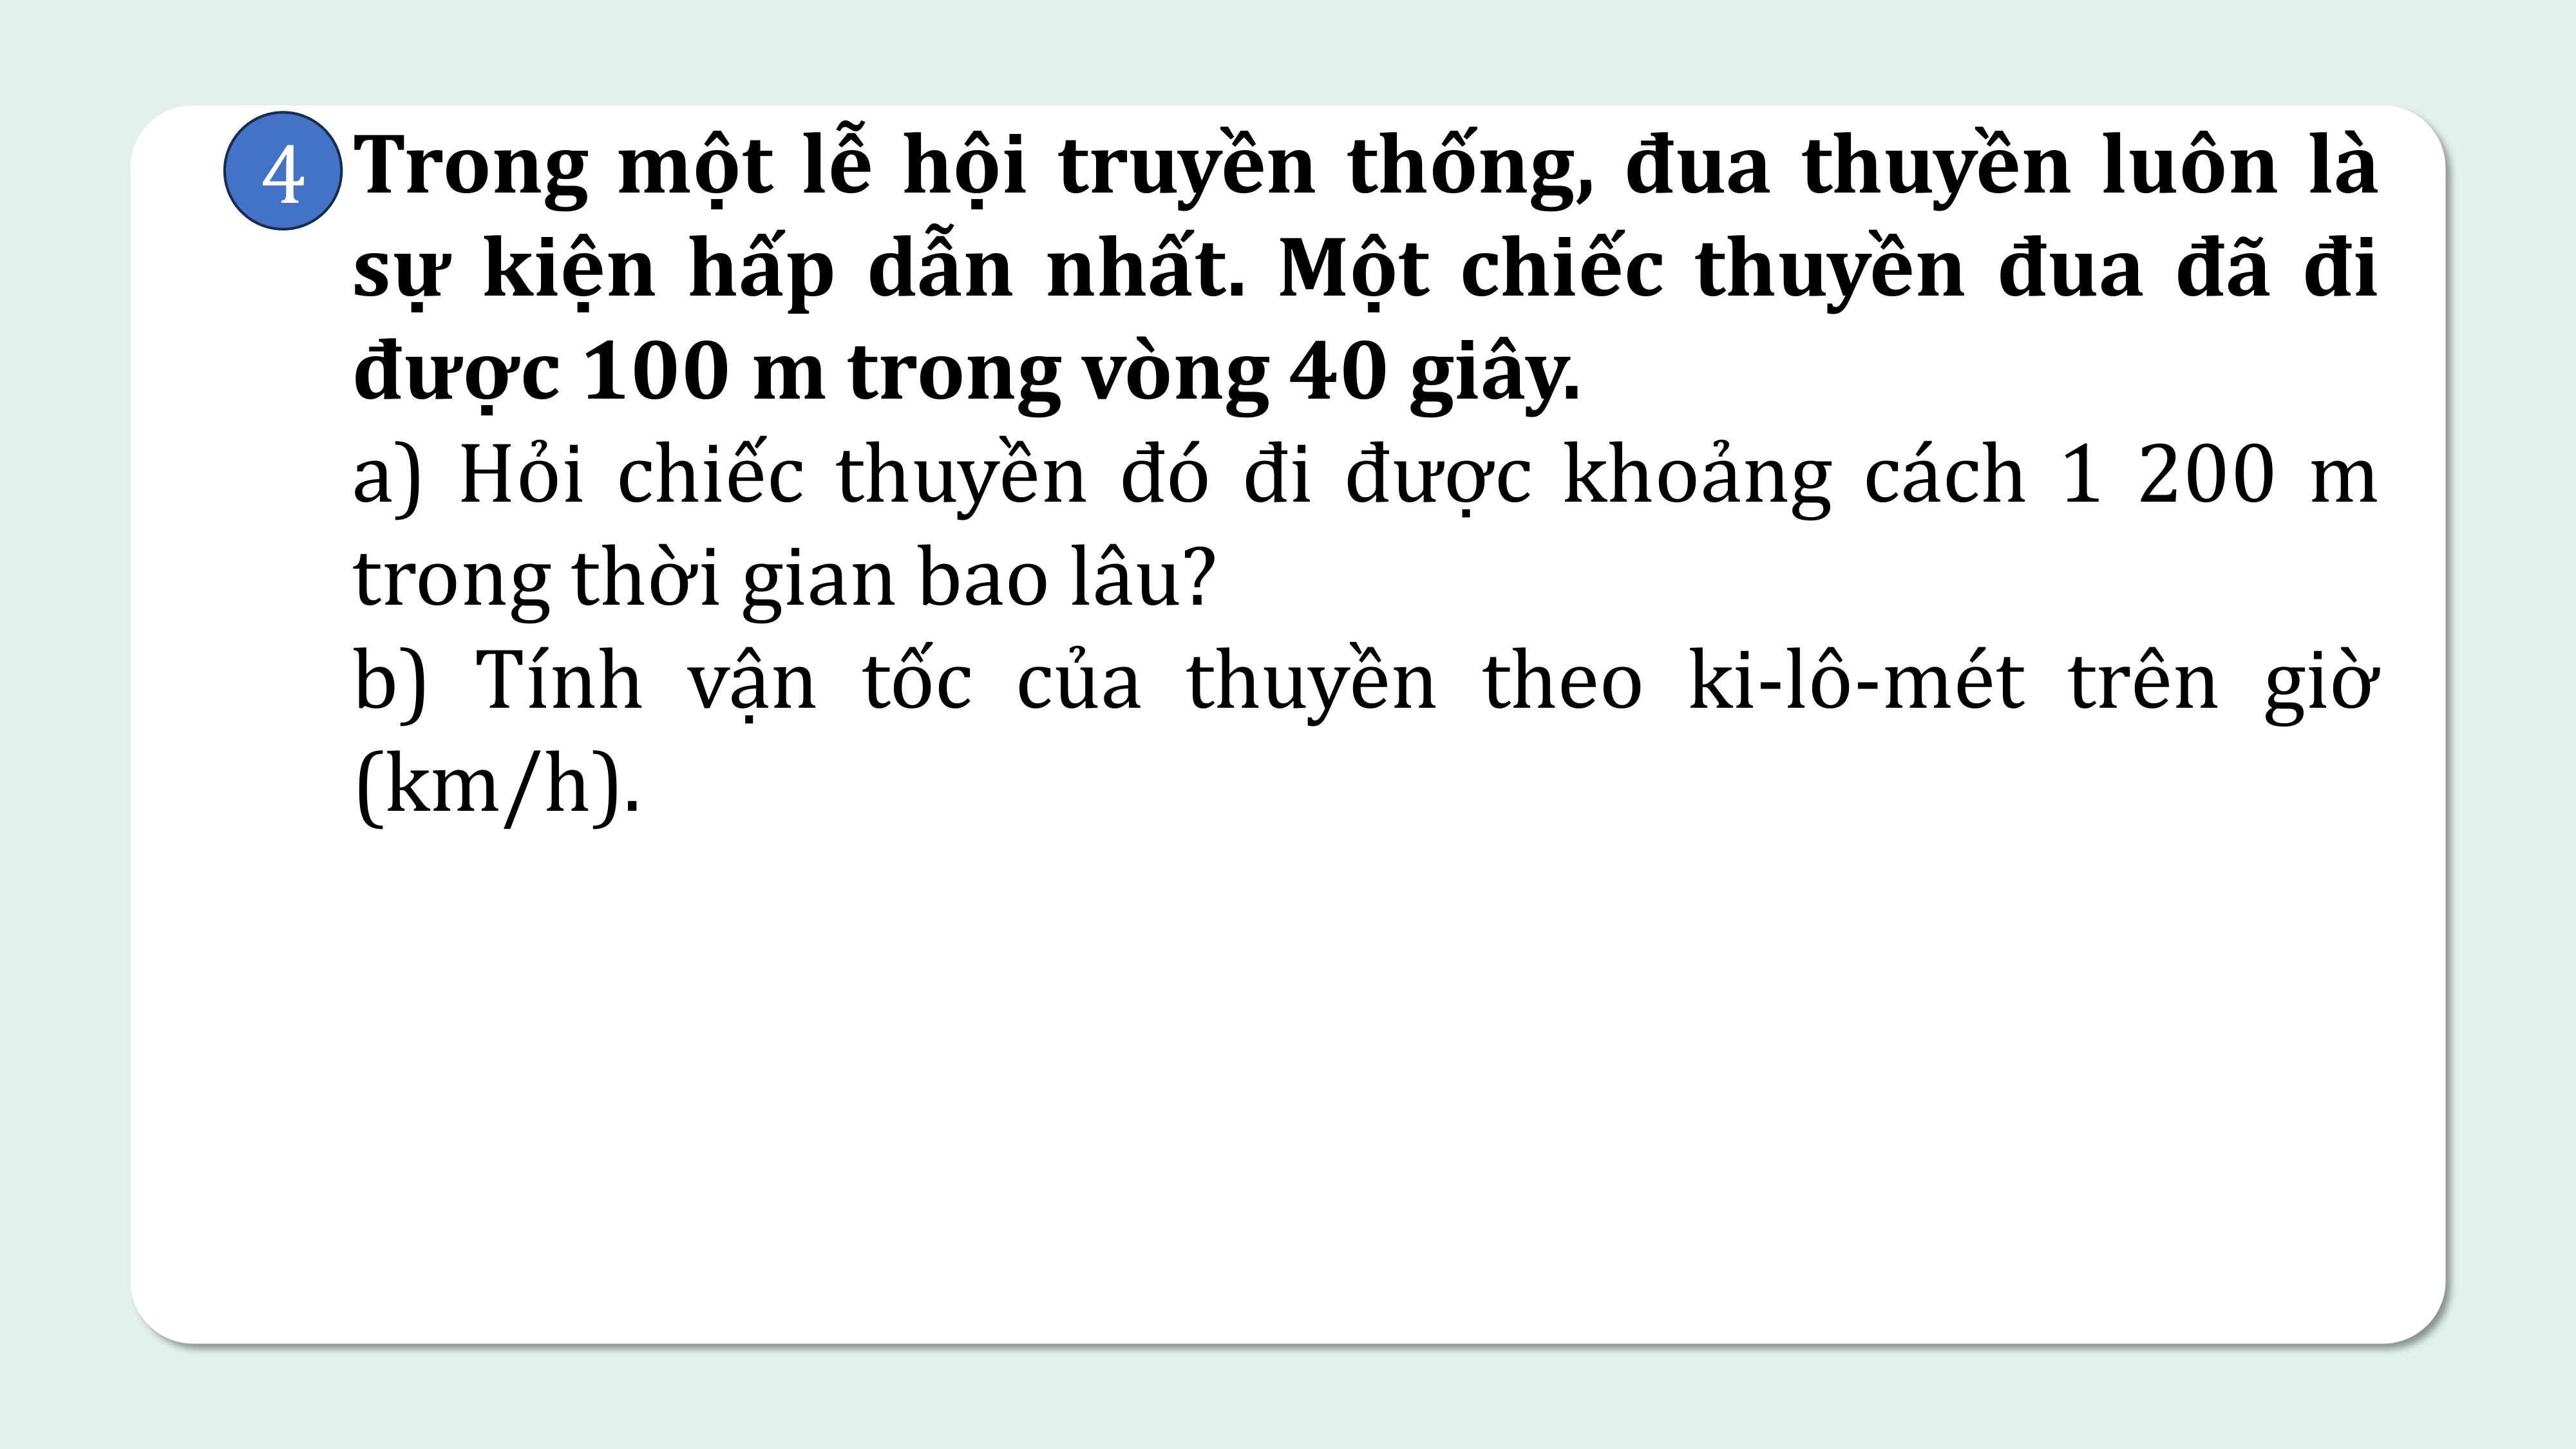 4 Trong một lễ hội truyền thống, đua thuyền luôn là
sự kiện hấp dẫn nhất. Một chiếc thuyền đua đã đi
được 100 m trong vòng 40 giây.
a) Hỏi chiếc thuyền đó đi được khoảng cách 1 200 m
trong thời gian bao lâu?
b) Tính vận tốc của thuyền theo ki-lô-mét trên giờ
(km/h).